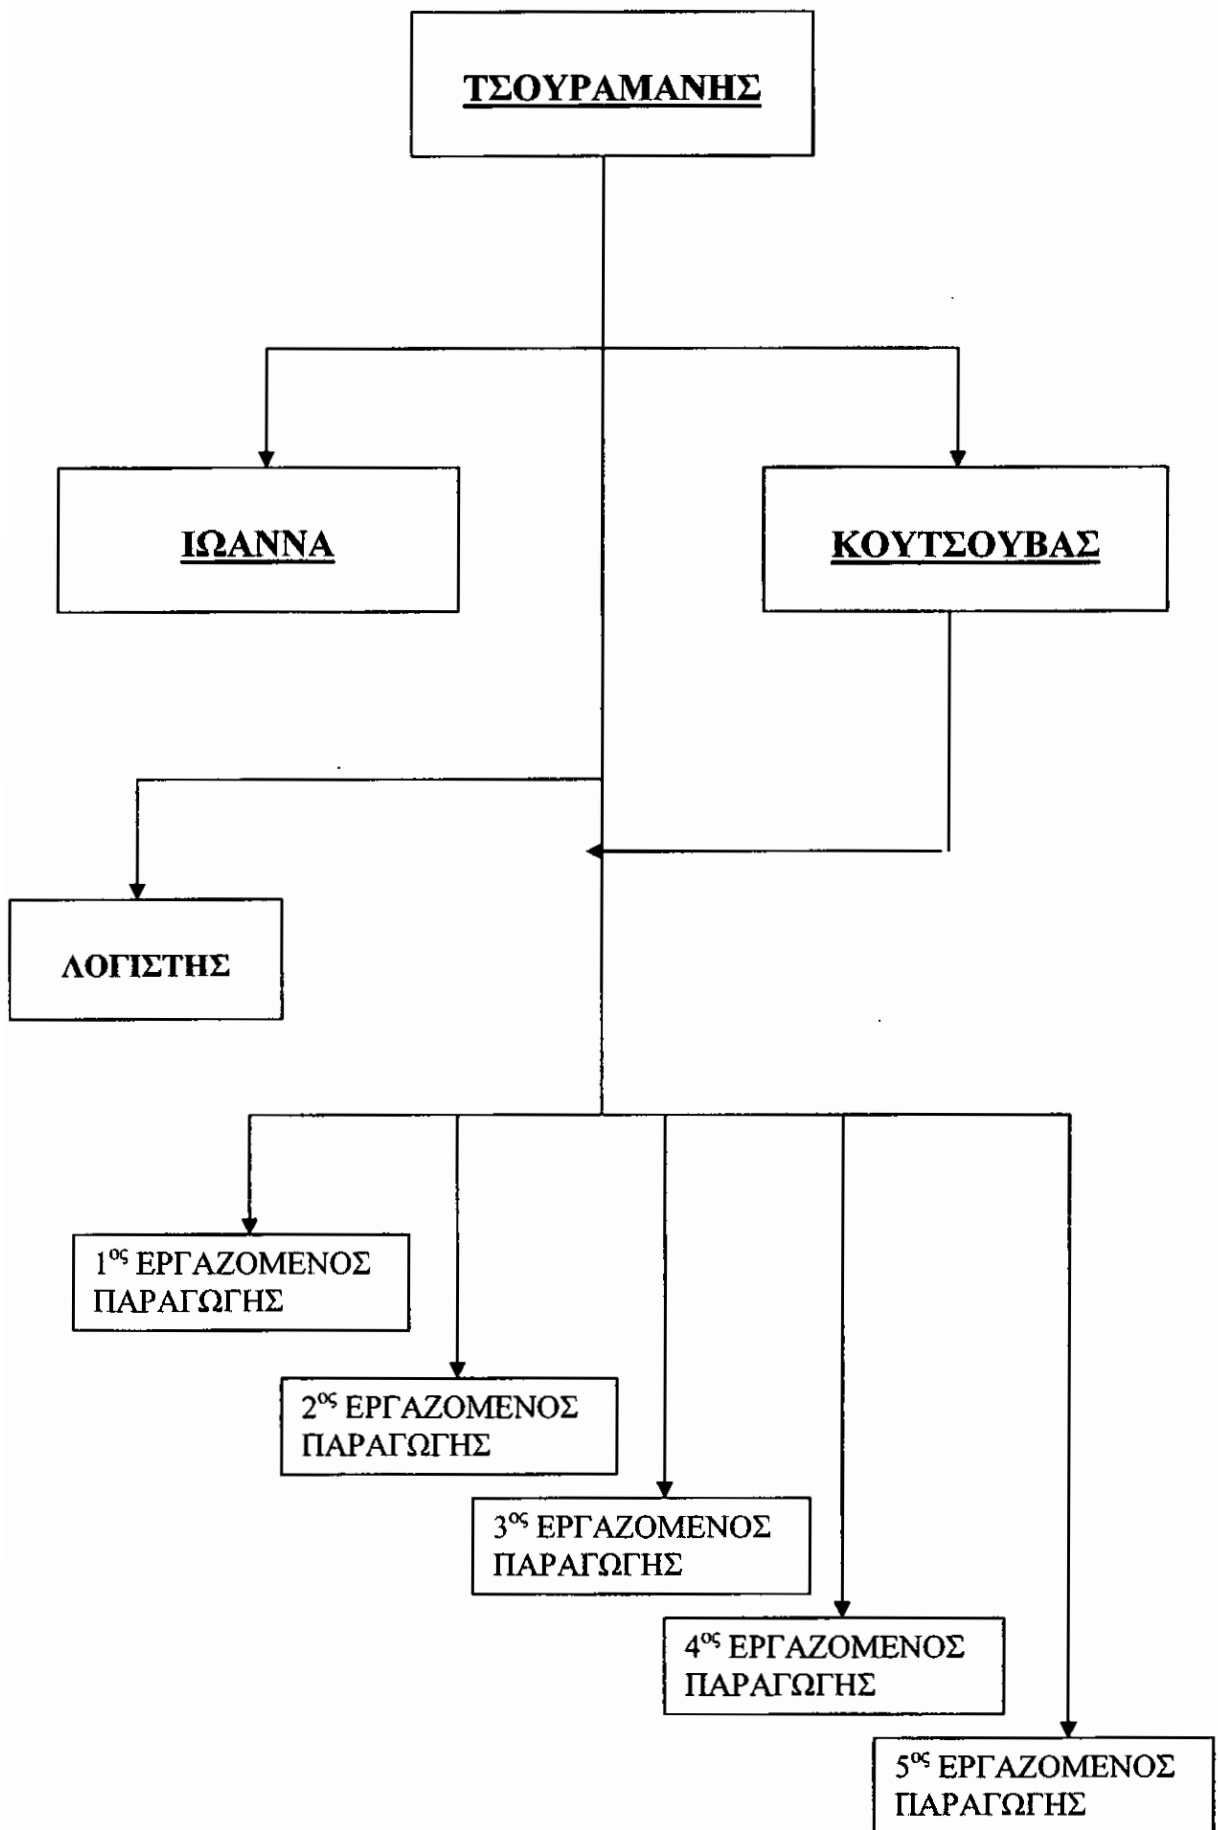 ΤΣΟΥΡΑΜΑΝΗΣ
ΙΩΑΝΝΑ
ΚΟΥΤΣΟΥΒΑΣ
ΛΟΓΙΣΤΗΣ
1ος ΕΡΓΑΖΟΜΕΝΟΣ
ΠΑΡΑΓΩΓΗΣ
2ος ΕΡΓΑΖΟΜΕΝΟΣ
ΠΑΡΑΓΩΓΗΣ
3ος ΕΡΓΑΖΟΜΕΝΟΣ
ΠΑΡΑΓΩΓΗΣ
4ος ΕΡΓΑΖΟΜΕΝΟΣ
ΠΑΡΑΓΩΓΗΣ
5ος ΕΡΓΑΖΟΜΕΝΟΣ
ΠΑΡΑΓΩΓΗΣ